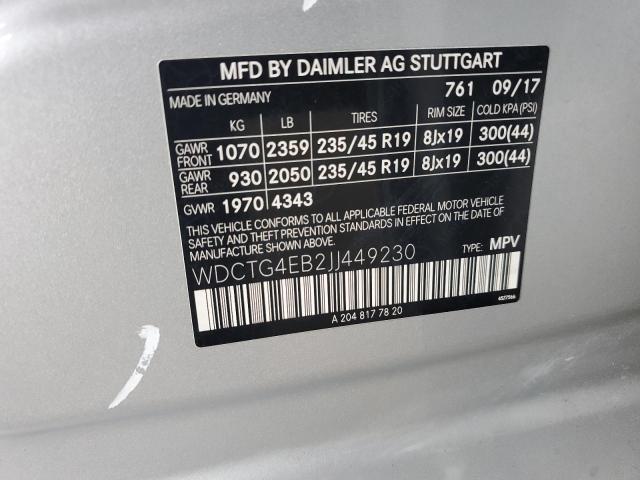 MFD BY DAIMLER AG STUTTGART
MADE IN GERMANY 761 09/17
KG LB TIRES RIM SIZE COLD KPA (PSI)
GAWR FRONT 1070 2359 235/45 R19 8Jx19 300(44)
GAWR REAR 930 2050 235/45 R19 8Jx19 300(44)
GVWR 1970 4343
THIS VEHICLE CONFORMS TO ALL APPLICABLE FEDERAL MOTOR VEHICLE
SAFETY, BUMPER, AND THEFT PREVENTION STANDARDS IN EFFECT ON THE
DATE OF MANUFACTURE SHOWN ABOVE. VEHICLE TYPE: MPV
WDCTG4EB2JJ449230
A 204 817 78 20